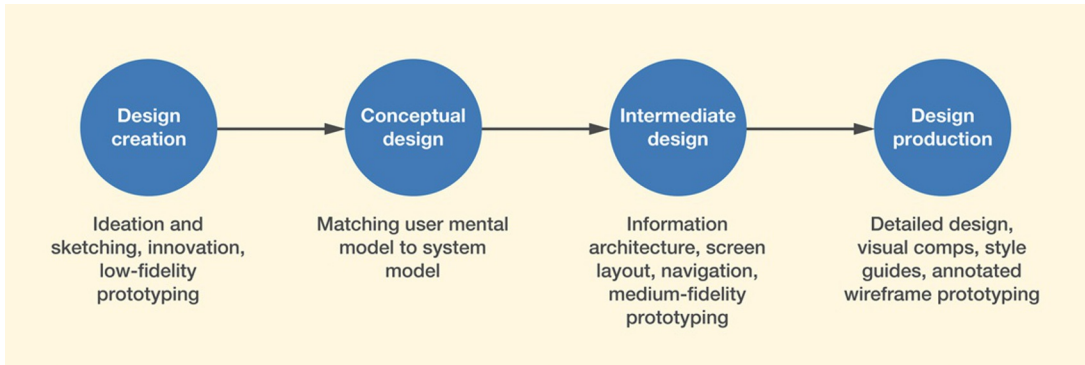 Design
creation
Conceptual
design
Intermediate
design
Design
production
Ideation and
sketching, innovation,
low-fidelity
prototyping
Matching user mental
model to system
model
Information
architecture, screen
layout, navigation,
medium-fidelity
prototyping
Detailed design,
visual comps, style
guides, annotated
wireframe prototyping